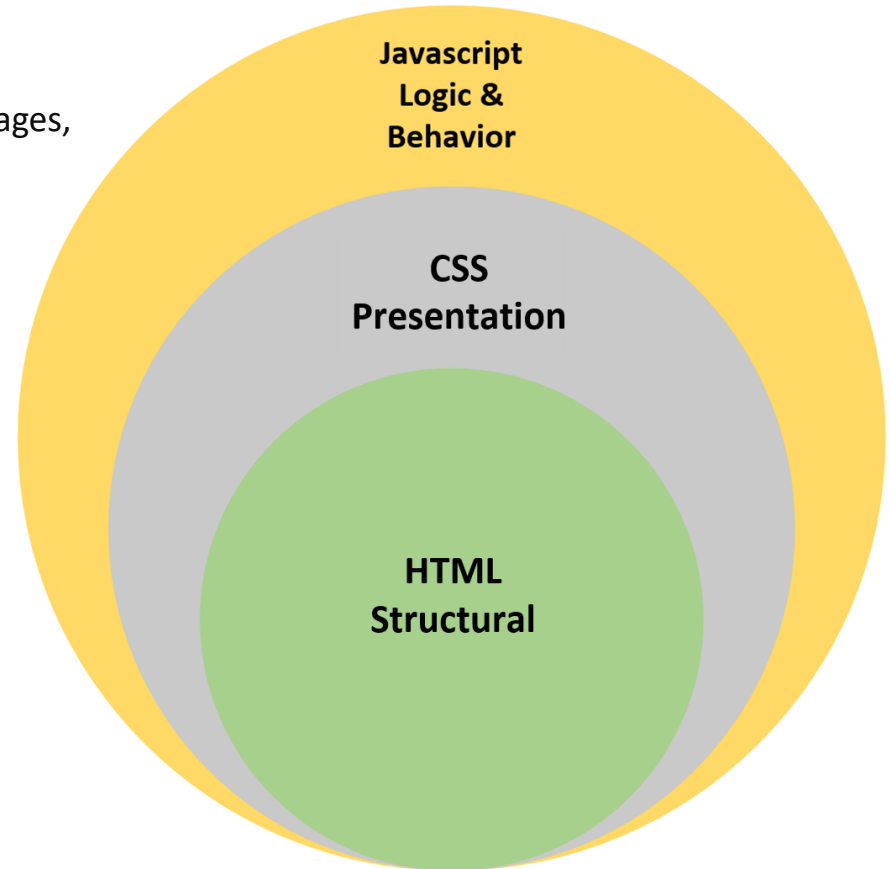 Javascript
Logic &
Behavior
ages,
CSS
Presentation
HTML
Structural